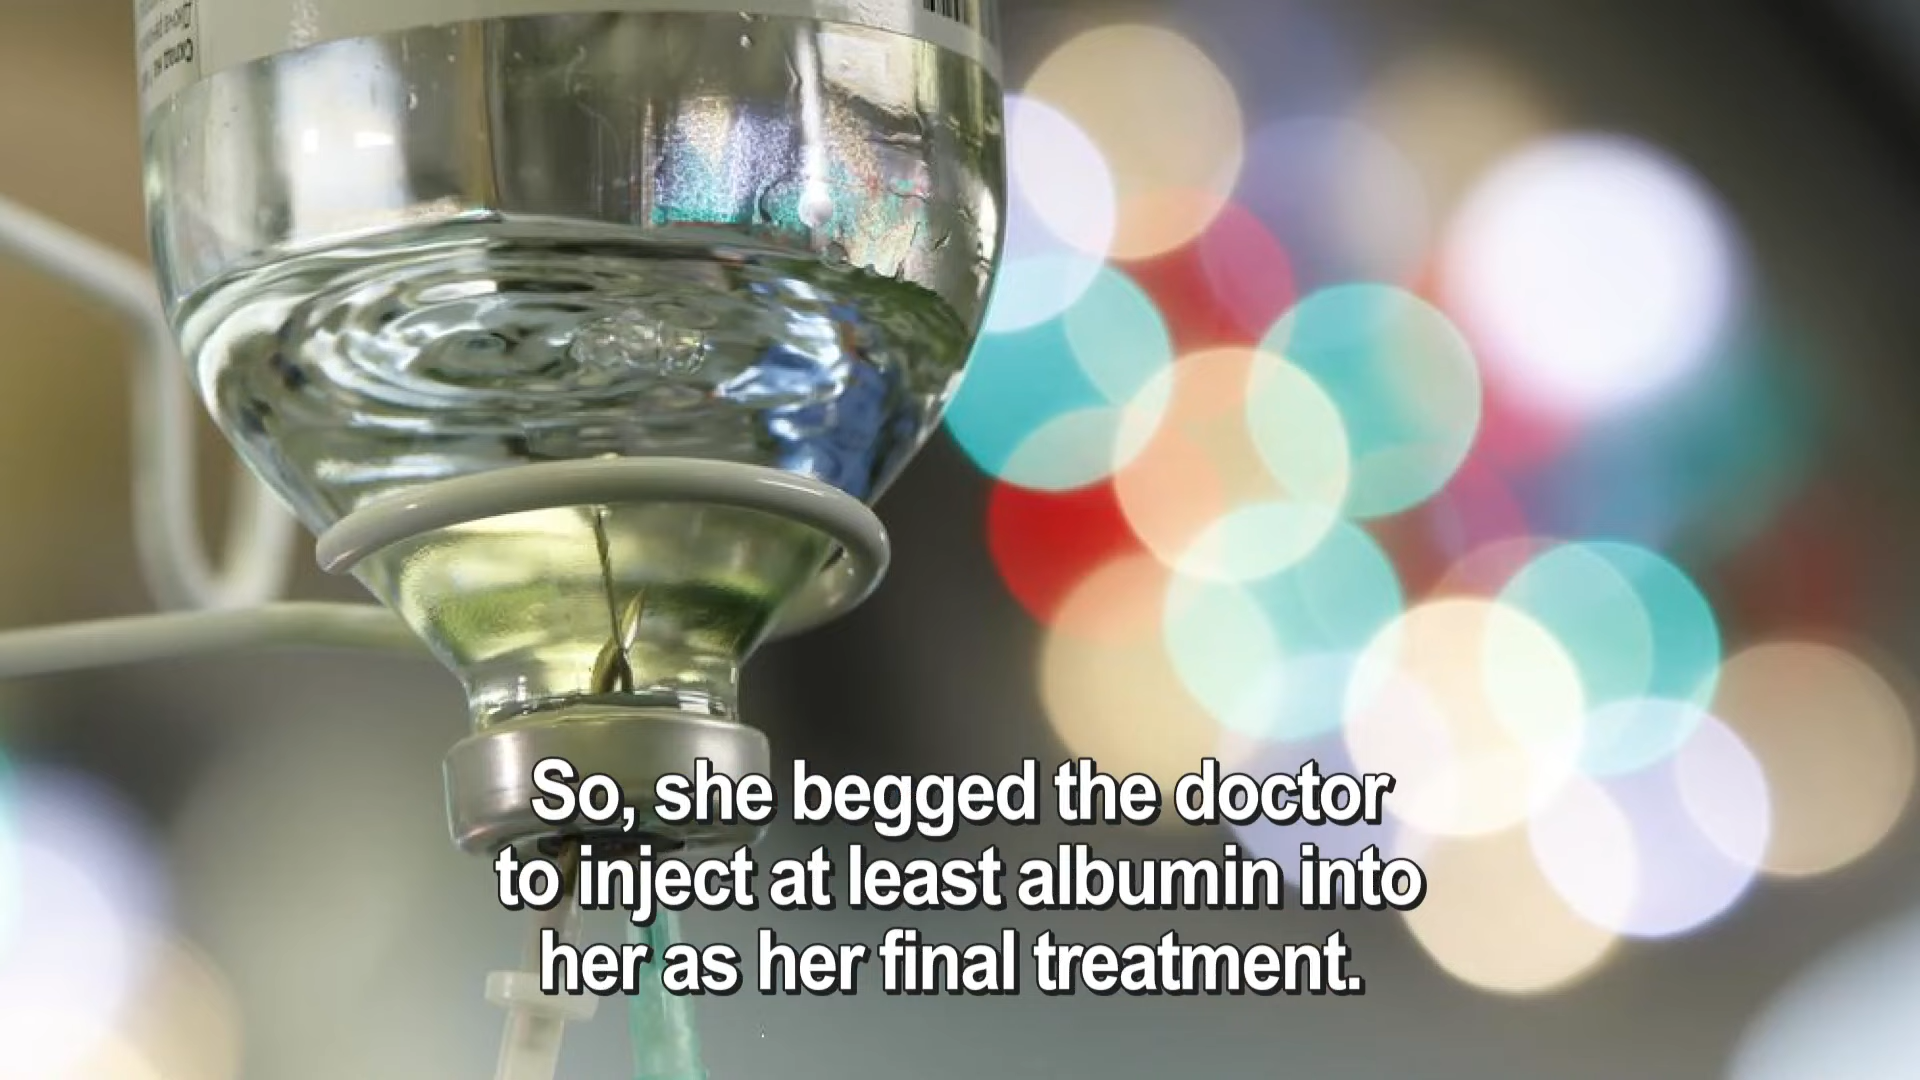 So, she begged the doctor
to inject at least albumin into
her as her final treatment.